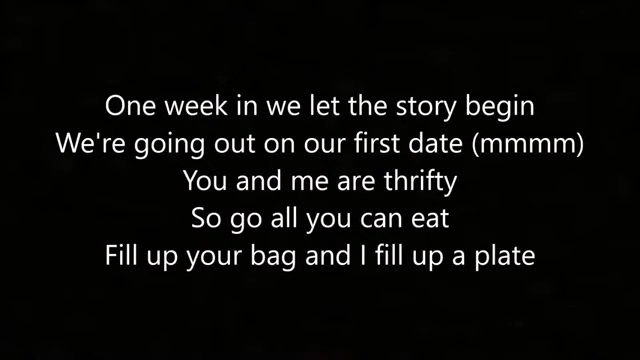 One week in we let the story begin
We're going out on our first date (mmmm)
You and me are thrifty
So go all you can eat
Fill up your bag and I fill up a plate